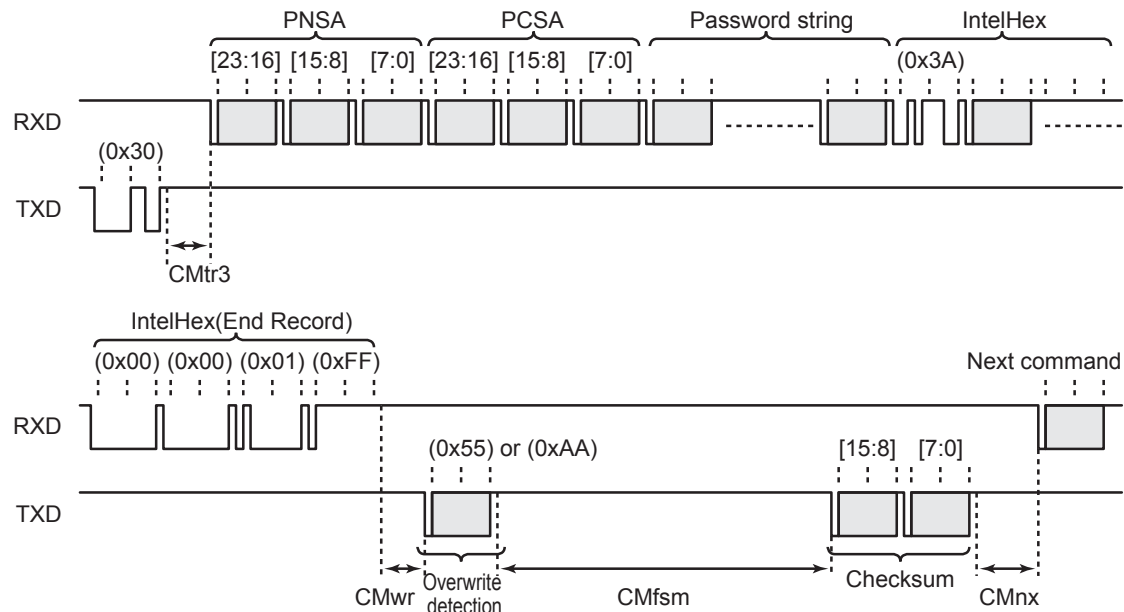 PNSA PCSA Password string IntelHex
[23:16] [15:8] [7:0] [23:16] [15:8] [7:0] (0x3A)
RXD
(0x30)
TXD
CMtr3
IntelHex(End Record)
(0x00) (0x00) (0x01) (0xFF) Next command
RXD
(0x55) or (0xAA) [15:8] [7:0]
TXD
CMwr Overwrite detection CMfsm Checksum CMnx